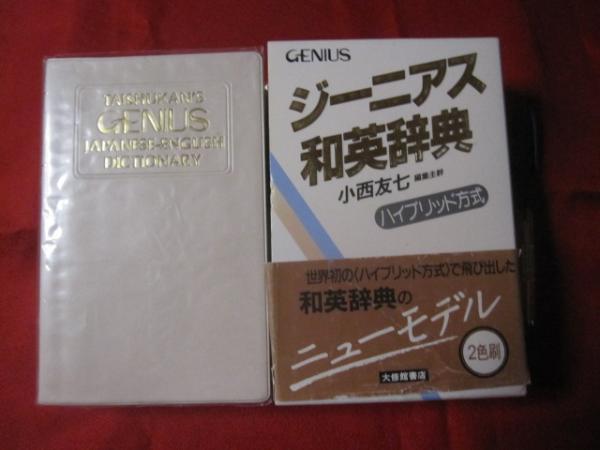 TAISHUKAN'S
GENIUS
JAPANESE-ENGLISH
DICTIONARY
GENIUS
ジーニアス
和英辞典
小西友七 編集主幹
ハイブリッド方式
世界初の〈ハイブリッド方式〉で飛び出した
和英辞典の
ニューモデル
2色刷
大修館書店